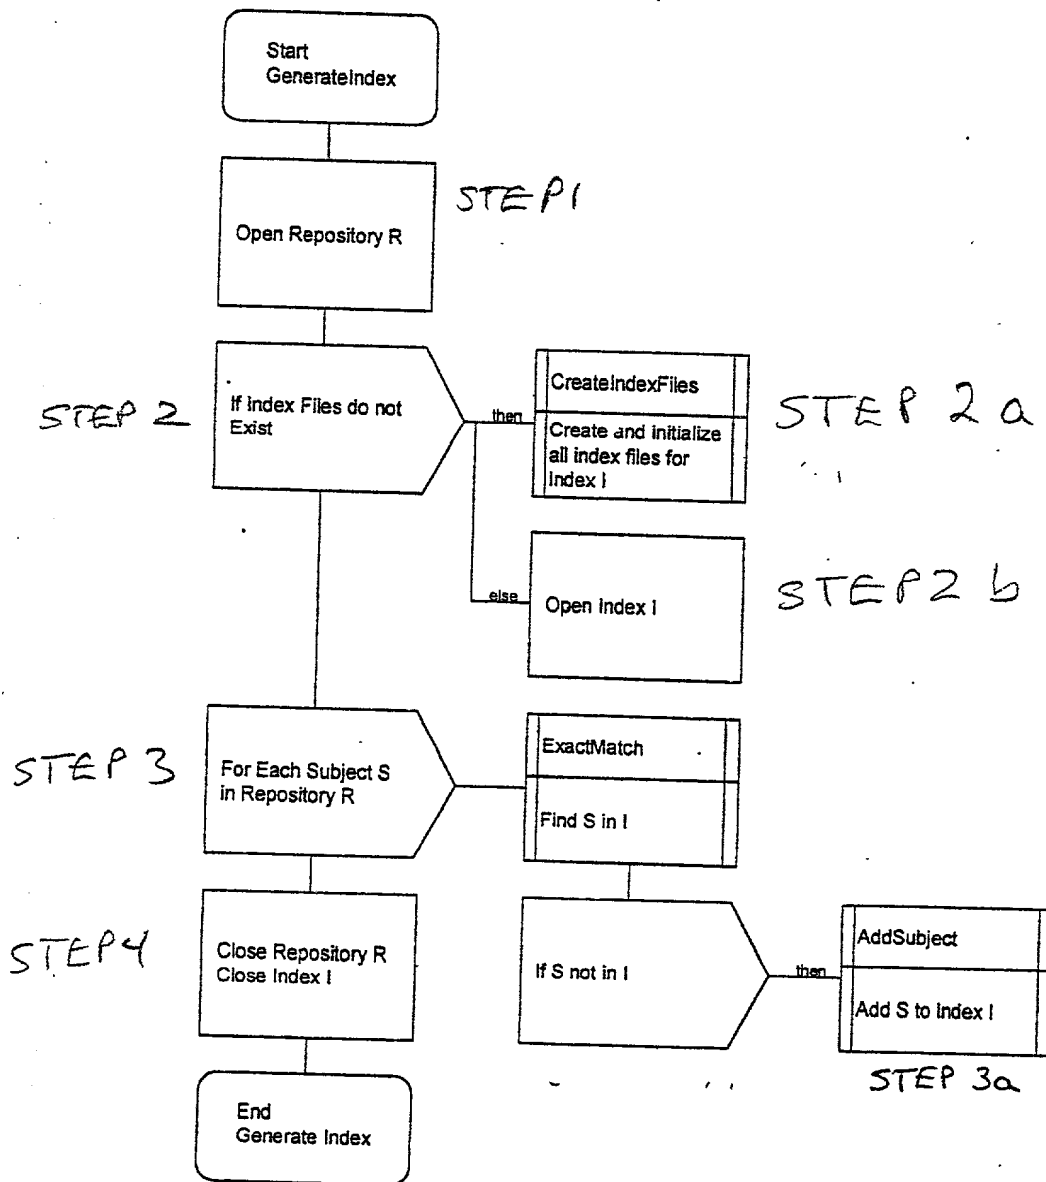 Start
GenerateIndex
Open Repository R
STEP 1
STEP 2
If Index Files do not
Exist
then
CreateIndexFiles
Create and initialize
all index files for
Index I
STEP 2 a
else
Open Index I
STEP 2 b
STEP 3
For Each Subject S
in Repository R
ExactMatch
Find S in I
STEP 4
Close Repository R
Close Index I
If S not in I
then
AddSubject
Add S to Index I
STEP 3a
End
Generate Index